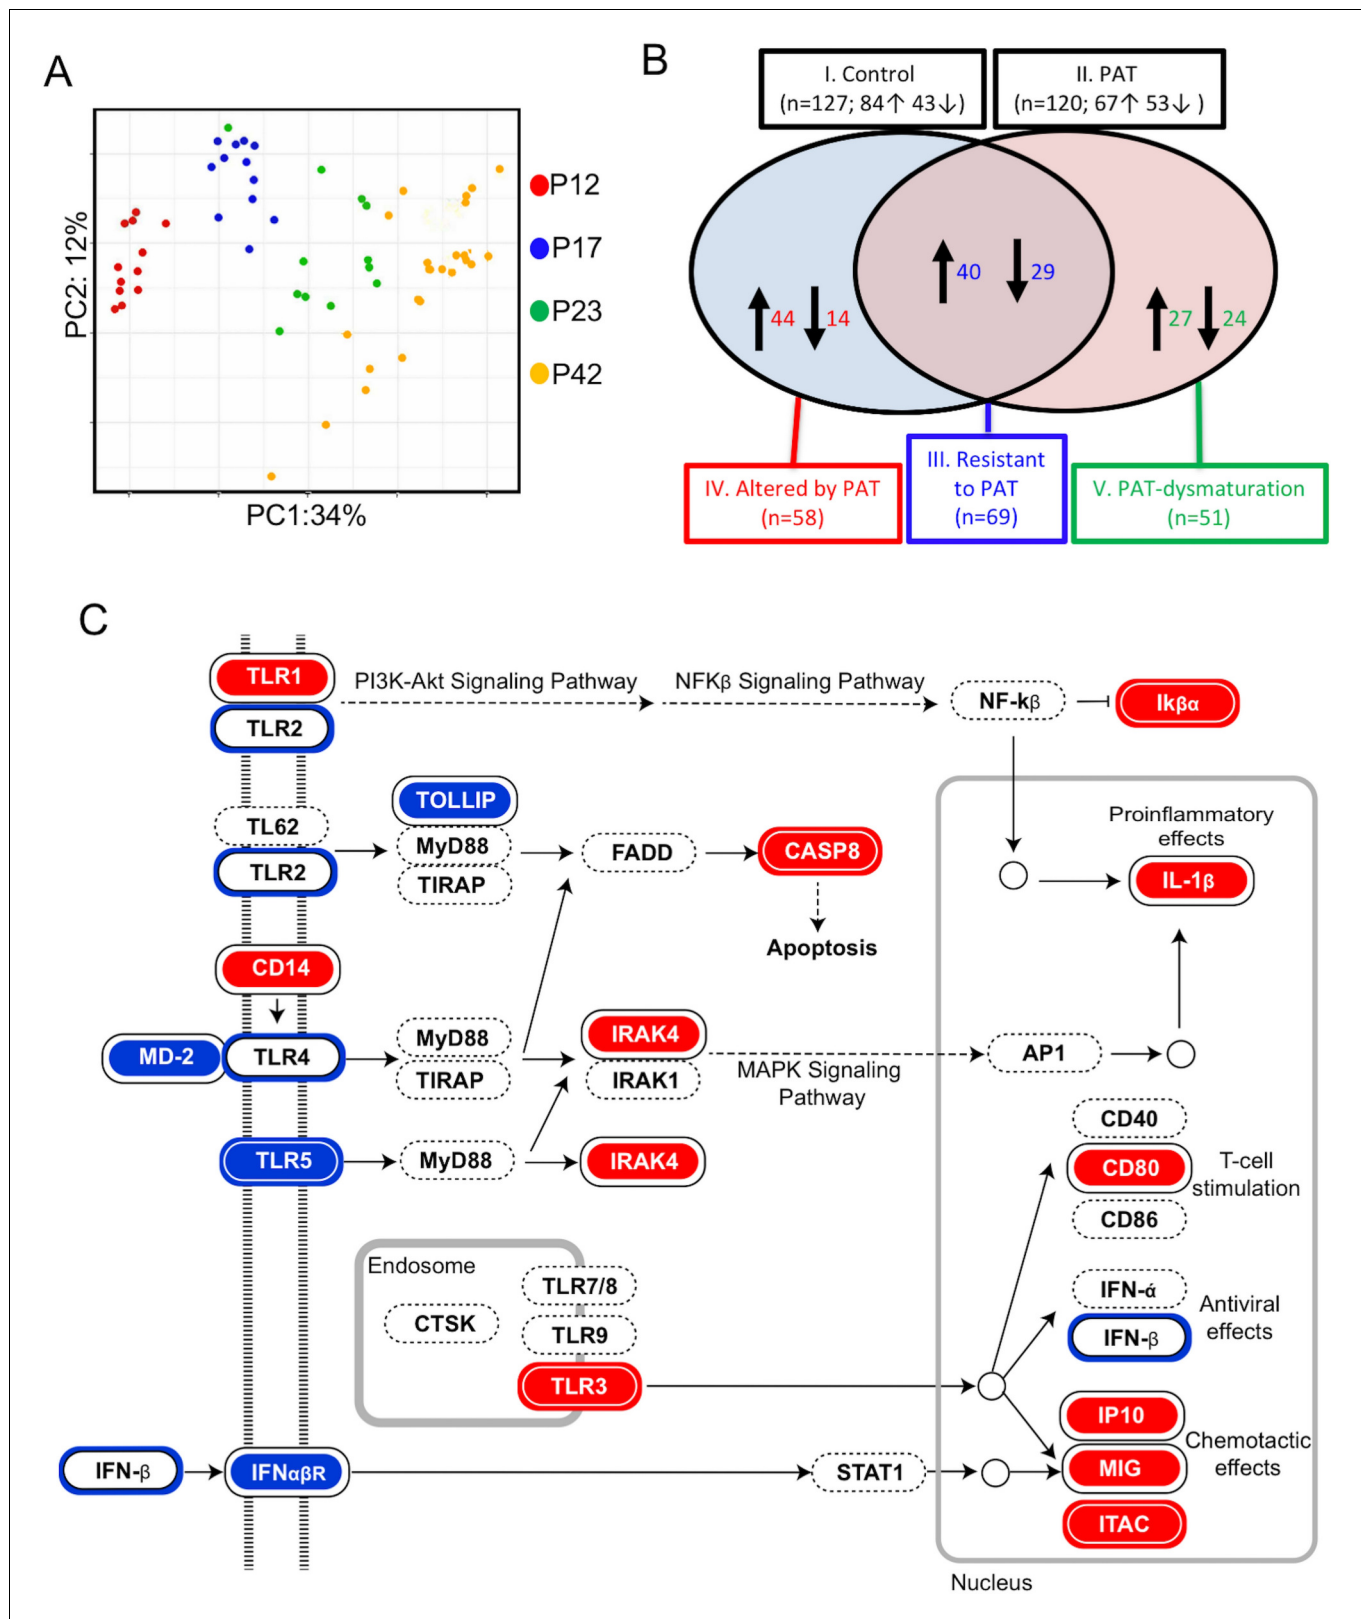 A
PC2: 12%
PC1:34%
P12
P17
P23
P42
B
I. Control
(n=127; 84↑ 43↓)
II. PAT
(n=120; 67↑ 53↓ )
40
29
44
14
27
24
IV. Altered by PAT
(n=58)
III. Resistant
to PAT
(n=69)
V. PAT-dysmaturation
(n=51)
C
TLR1
PI3K-Akt Signaling Pathway
NFKβ Signaling Pathway
NF-kβ
Ikβα
TLR2
TOLLIP
Proinflammatory
effects
TL62
MyD88
FADD
CASP8
TLR2
TIRAP
IL-1β
Apoptosis
CD14
MyD88
IRAK4
MD-2
TLR4
AP1
TIRAP
IRAK1
MAPK Signaling
Pathway
CD40
TLR5
MyD88
IRAK4
CD80
T-cell
stimulation
CD86
Endosome
TLR7/8
IFN-ά
Antiviral
effects
CTSK
TLR9
IFN-β
TLR3
IP10
Chemotactic
effects
IFN-β
IFNαβR
STAT1
MIG
ITAC
Nucleus